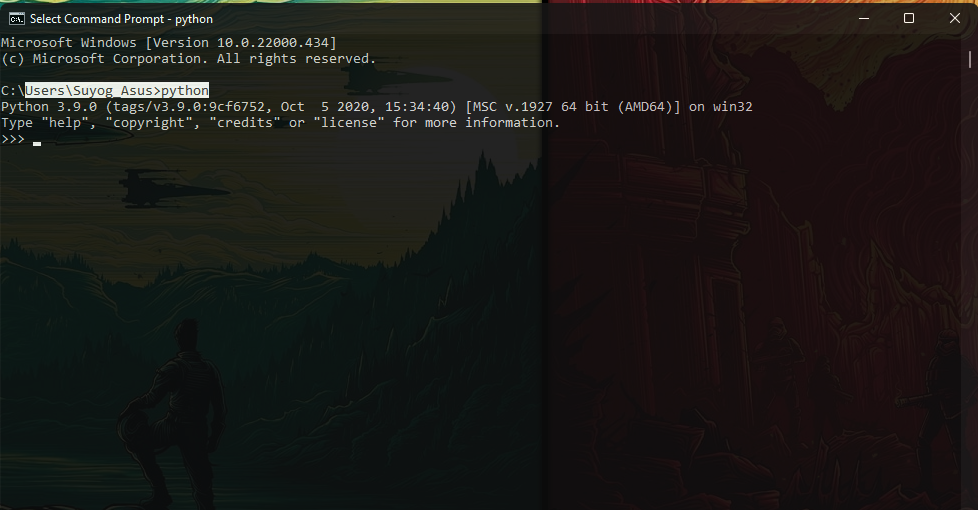 Select Command Prompt - python
Microsoft Windows [Version 10.0.22000.434]
(c) Microsoft Corporation. All rights reserved.
C:\Users\Suyog Asus>python
Python 3.9.0 (tags/v3.9.0:9cf6752, Oct  5 2020, 15:34:40) [MSC v.1927 64 bit (AMD64)] on win32
Type "help", "copyright", "credits" or "license" for more information.
>>>